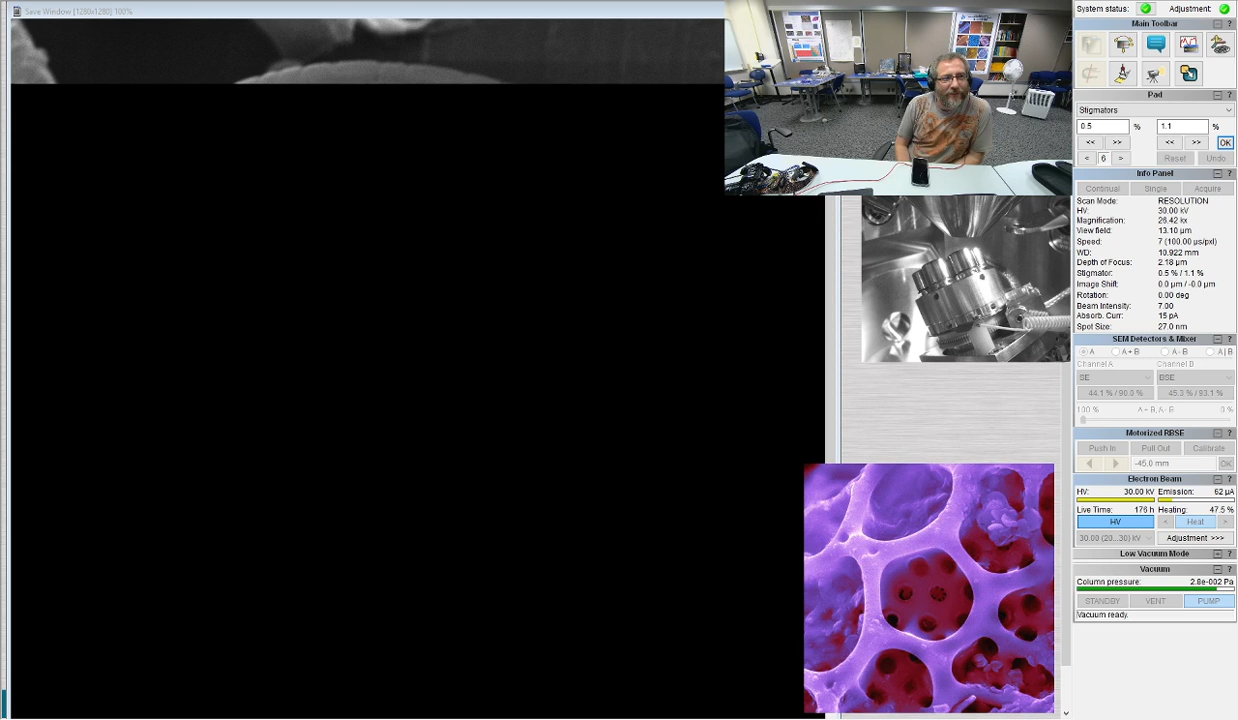 Save Window [1280x1280] 100%
System status: Adjustment:
Main Toolbar
Pad
Stigmators
0.5 % 1.1 %
<< >> << >> OK
< 6 > Reset Undo
Info Panel
Continual Single Acquire
Scan Mode: RESOLUTION
HV: 30.00 kV
Magnification: 26.42 kx
View field: 13.10 µm
Speed: 7 (100.00 µs/pxl)
WD: 10.922 mm
Depth of Focus: 2.18 µm
Stigmator: 0.5 % / 1.1 %
Image Shift: 0.0 µm / -0.0 µm
Rotation: 0.00 deg
Beam Intensity: 7.00
Absorb. Curr: 15 pA
Spot Size: 27.0 nm
SEM Detectors & Mixer
A A+B A-B A|B
Channel A Channel B
SE BSE
44.1 % / 90.0 % 45.3 % / 93.1 %
100 % A+B, A-B 0 %
Motorized RBSE
Push In Pull Out Calibrate
-45.0 mm OK
Electron Beam
HV: 30.00 kV Emission: 62 µA
Live Time: 176 h Heating: 47.5 %
HV < Heat >
30.00 (20...30) kV Adjustment >>>
Low Vacuum Mode
Vacuum
Column pressure: 2.8e-002 Pa
STANDBY VENT PUMP
Vacuum ready.